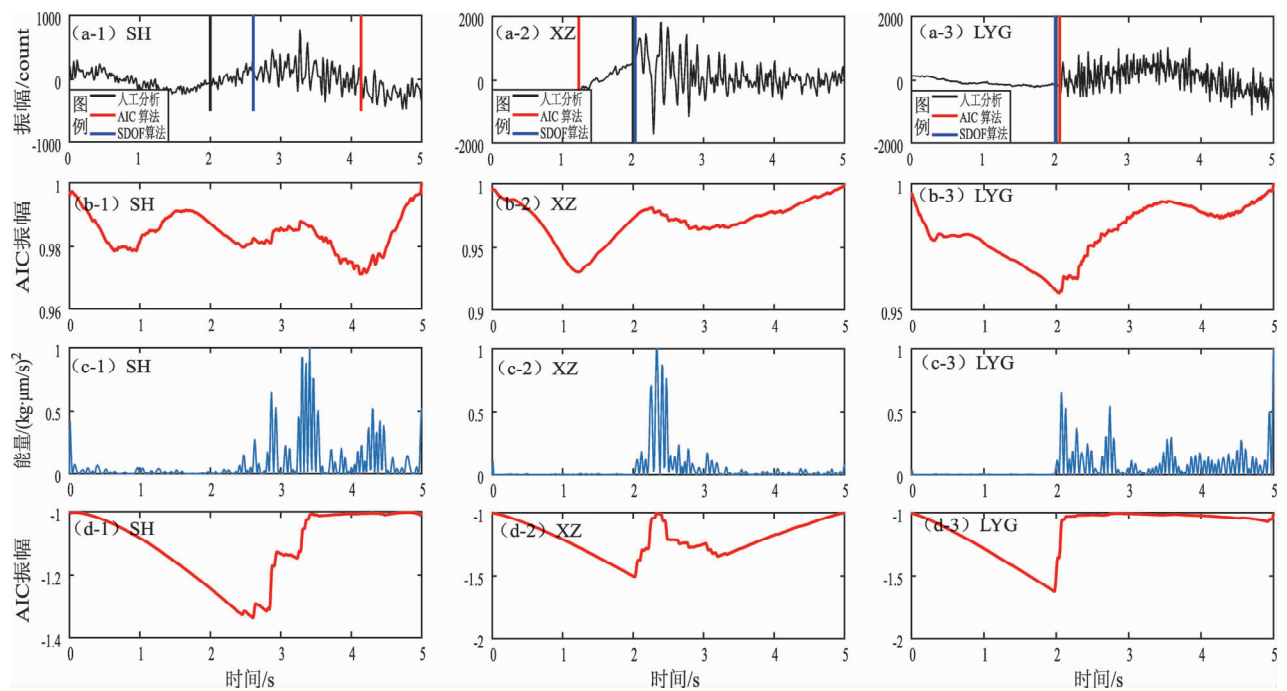 （a-1）SH
振幅/count
1000
0
-1000
图例
人工分析
AIC 算法
SDOF算法
0 1 2 3 4 5
（a-2）XZ
2000
0
-2000
图例
人工分析
AIC 算法
SDOF算法
0 1 2 3 4 5
（a-3）LYG
2000
0
-2000
图例
人工分析
AIC 算法
SDOF算法
0 1 2 3 4 5
（b-1）SH
AIC振幅
1
0.98
0.96
0 1 2 3 4 5
（b-2）XZ
1
0.95
0.9
0 1 2 3 4 5
（b-3）LYG
1
0.95
0 1 2 3 4 5
（c-1）SH
能量/(kg·μm/s)²
1
0.5
0
0 1 2 3 4 5
（c-2）XZ
1
0.5
0
0 1 2 3 4 5
（c-3）LYG
1
0.5
0
0 1 2 3 4 5
（d-1）SH
AIC振幅
-1
-1.2
-1.4
0 1 2 3 4 5
时间/s
（d-2）XZ
-1
-1.5
-2
0 1 2 3 4 5
时间/s
（d-3）LYG
-1
-1.5
-2
0 1 2 3 4 5
时间/s